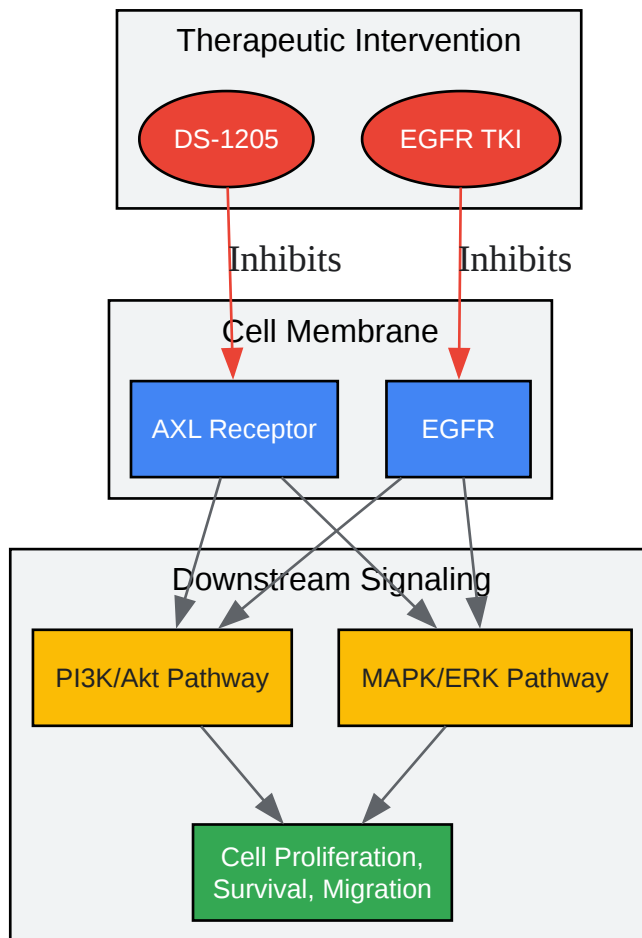 Therapeutic Intervention
DS-1205
EGFR TKI
Inhibits
Inhibits
Cell Membrane
AXL Receptor
EGFR
Downstream Signaling
PI3K/Akt Pathway
MAPK/ERK Pathway
Cell Proliferation,
Survival, Migration